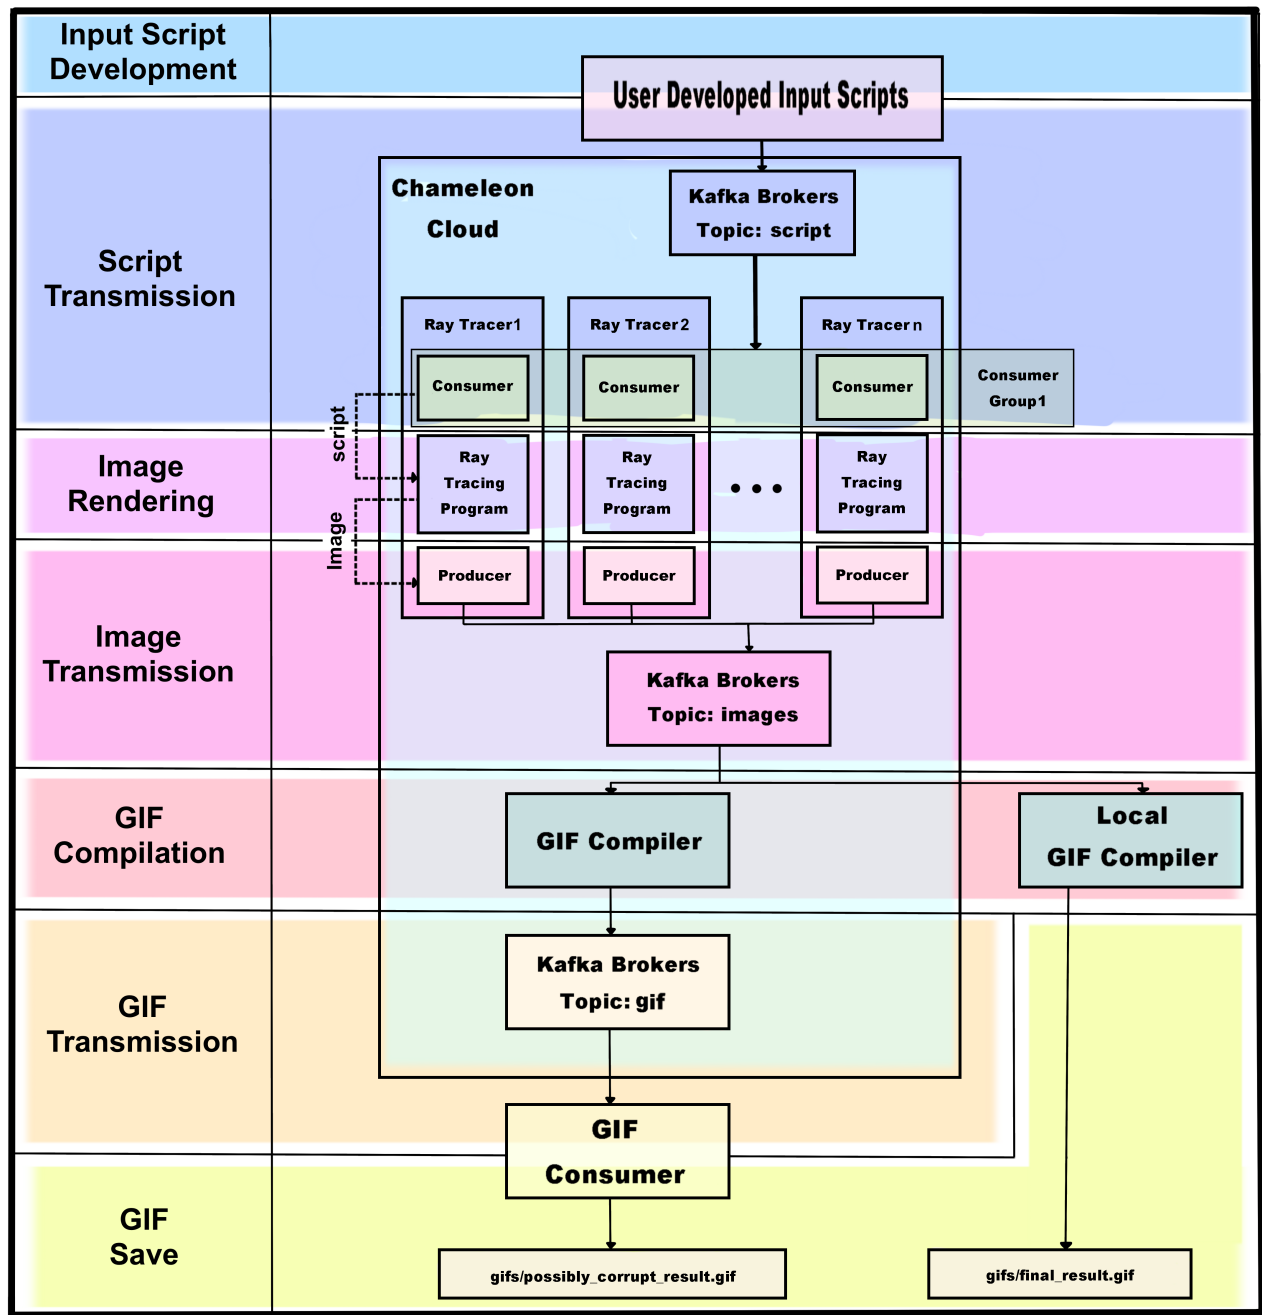 Input Script
Development
User Developed Input Scripts
Script
Transmission
Chameleon
Cloud
Kafka Brokers
Topic: script
Ray Tracer1
Ray Tracer2
Ray Tracer n
Consumer
Consumer
Consumer
Consumer
Group1
script
Image
Rendering
Ray
Tracing
Program
Ray
Tracing
Program
...
Ray
Tracing
Program
Image
Image
Transmission
Producer
Producer
Producer
Kafka Brokers
Topic: images
GIF
Compilation
GIF Compiler
Local
GIF Compiler
GIF
Transmission
Kafka Brokers
Topic: gif
GIF
Consumer
GIF
Save
gifs/possibly_corrupt_result.gif
gifs/final_result.gif